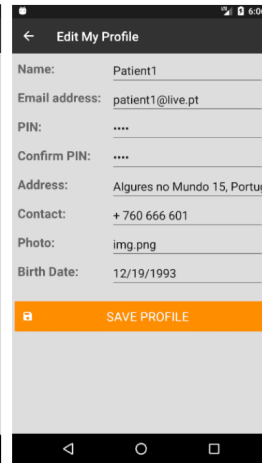 6:0
Edit My Profile
Name: Patient1
Email address: patient1@live.pt
PIN: ....
Confirm PIN: ....
Address: Algures no Mundo 15, Portug
Contact: + 760 666 601
Photo: img.png
Birth Date: 12/19/1993
SAVE PROFILE